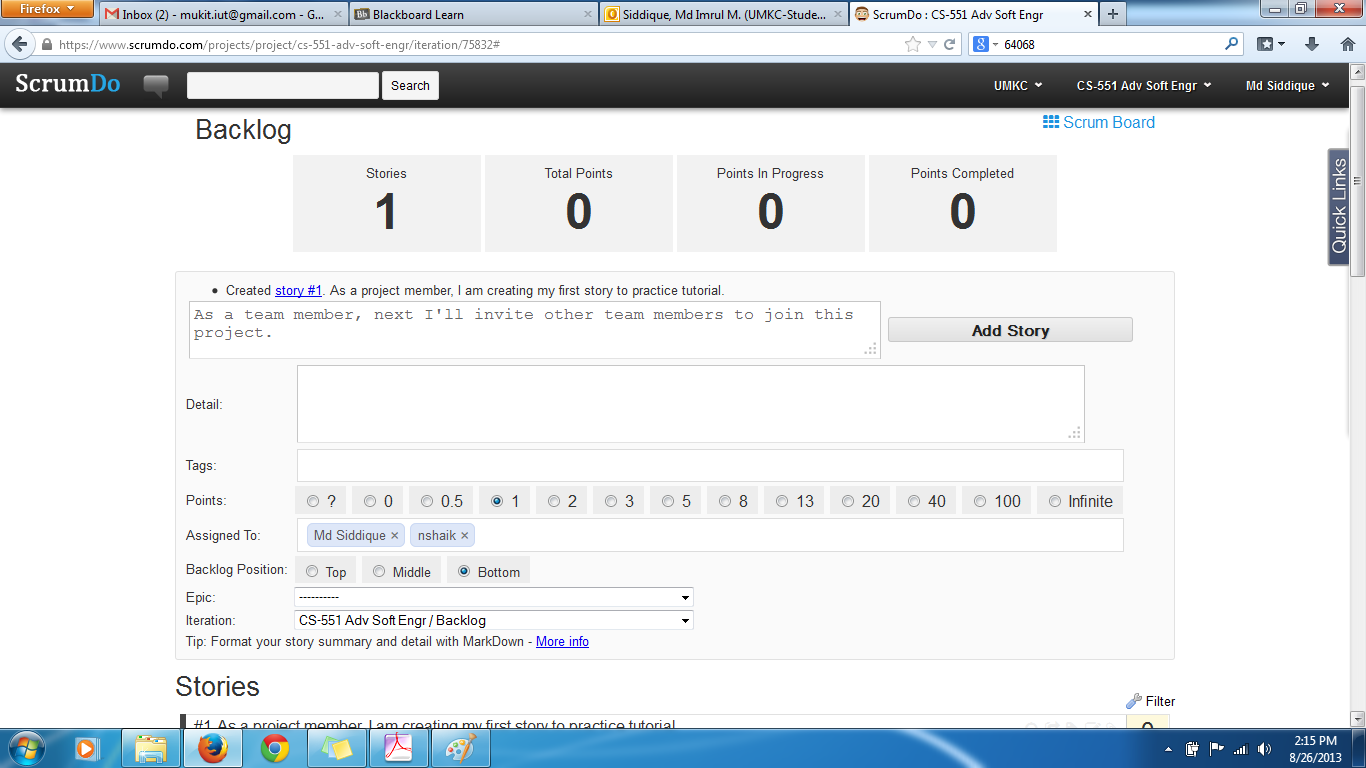 Firefox
Inbox (2) - mukit.iut@gmail.com - G...
Blackboard Learn
Siddique, Md Imrul M. (UMKC-Stude...
ScrumDo : CS-551 Adv Soft Engr
https://www.scrumdo.com/projects/project/cs-551-adv-soft-engr/iteration/75832#
64068
ScrumDo
Search
UMKC
CS-551 Adv Soft Engr
Md Siddique
Backlog
Scrum Board
Quick Links
Stories
1
Total Points
0
Points In Progress
0
Points Completed
0
Created story #1. As a project member, I am creating my first story to practice tutorial.
As a team member, next I'll invite other team members to join this
project.
Add Story
Detail:
Tags:
Points: ? 0 0.5 1 2 3 5 8 13 20 40 100 Infinite
Assigned To: Md Siddique × nshaik ×
Backlog Position: Top Middle Bottom
Epic: ----------
Iteration: CS-551 Adv Soft Engr / Backlog
Tip: Format your story summary and detail with MarkDown - More info
Stories
Filter
#1 As a project member, I am creating my first story to practice tutorial.
2:15 PM
8/26/2013